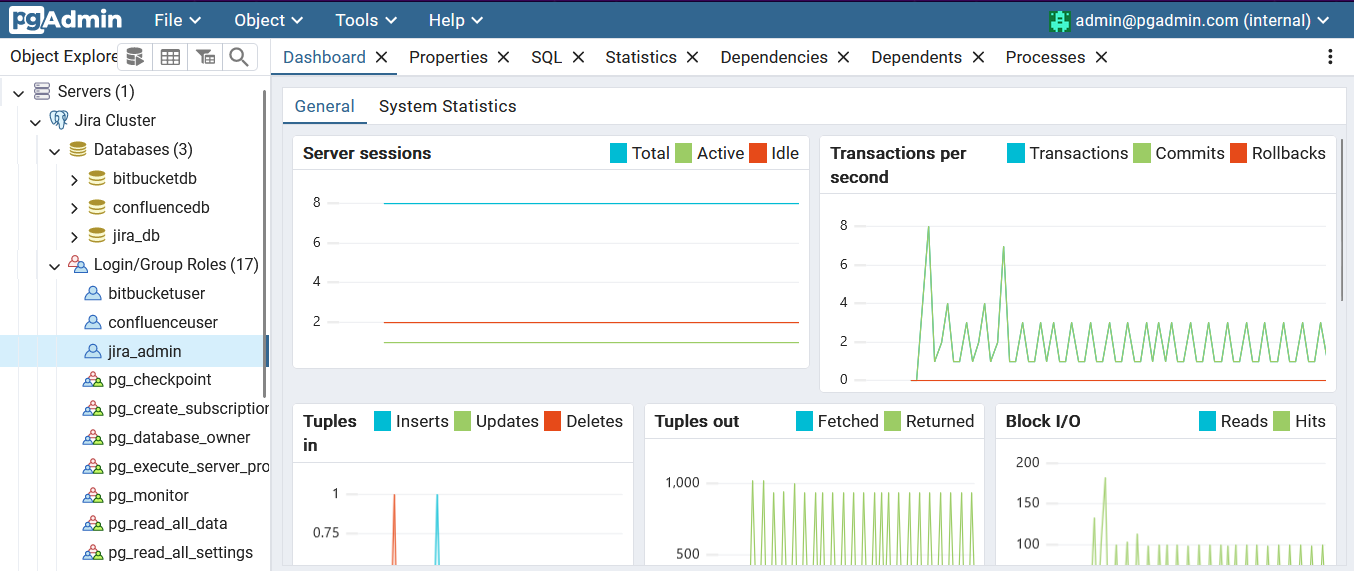 pgAdmin File Object Tools Help admin@pgadmin.com (internal)
Object Explore
Dashboard Properties SQL Statistics Dependencies Dependents Processes
Servers (1)
Jira Cluster
Databases (3)
bitbucketdb
confluencedb
jira_db
Login/Group Roles (17)
bitbucketuser
confluenceuser
jira_admin
pg_checkpoint
pg_create_subscription
pg_database_owner
pg_execute_server_pro
pg_monitor
pg_read_all_data
pg_read_all_settings
General System Statistics
Server sessions Total Active Idle
8
6
4
2
Transactions per
second
Transactions Commits Rollbacks
8
6
4
2
0
Tuples
in
Inserts Updates Deletes
1
0.75
Tuples out Fetched Returned
1,000
500
Block I/O Reads Hits
200
150
100